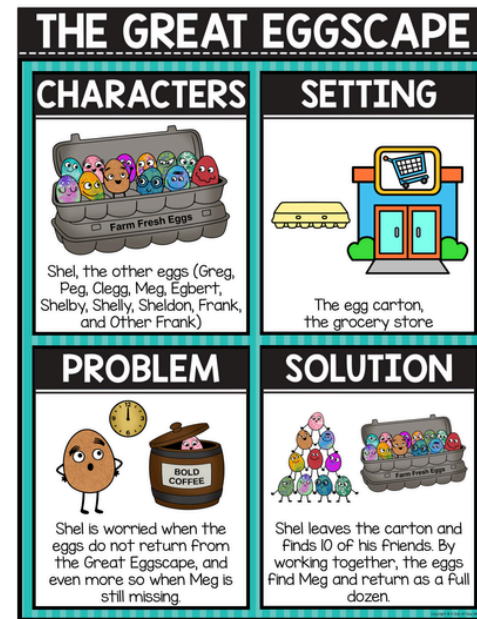 THE GREAT EGGSCAPE
CHARACTERS
Farm Fresh Eggs
Shel, the other eggs (Greg,
Peg, Clegg, Meg, Egbert,
Shelby, Shelly, Sheldon, Frank,
and Other Frank)
SETTING
The egg carton,
the grocery store
PROBLEM
BOLD
COFFEE
Shel is worried when the
eggs do not return from
the Great Eggscape, and
even more so when Meg is
still missing.
SOLUTION
Farm Fresh Eggs
Shel leaves the carton and
finds 10 of his friends. By
working together, the eggs
find Meg and return as a full
dozen.